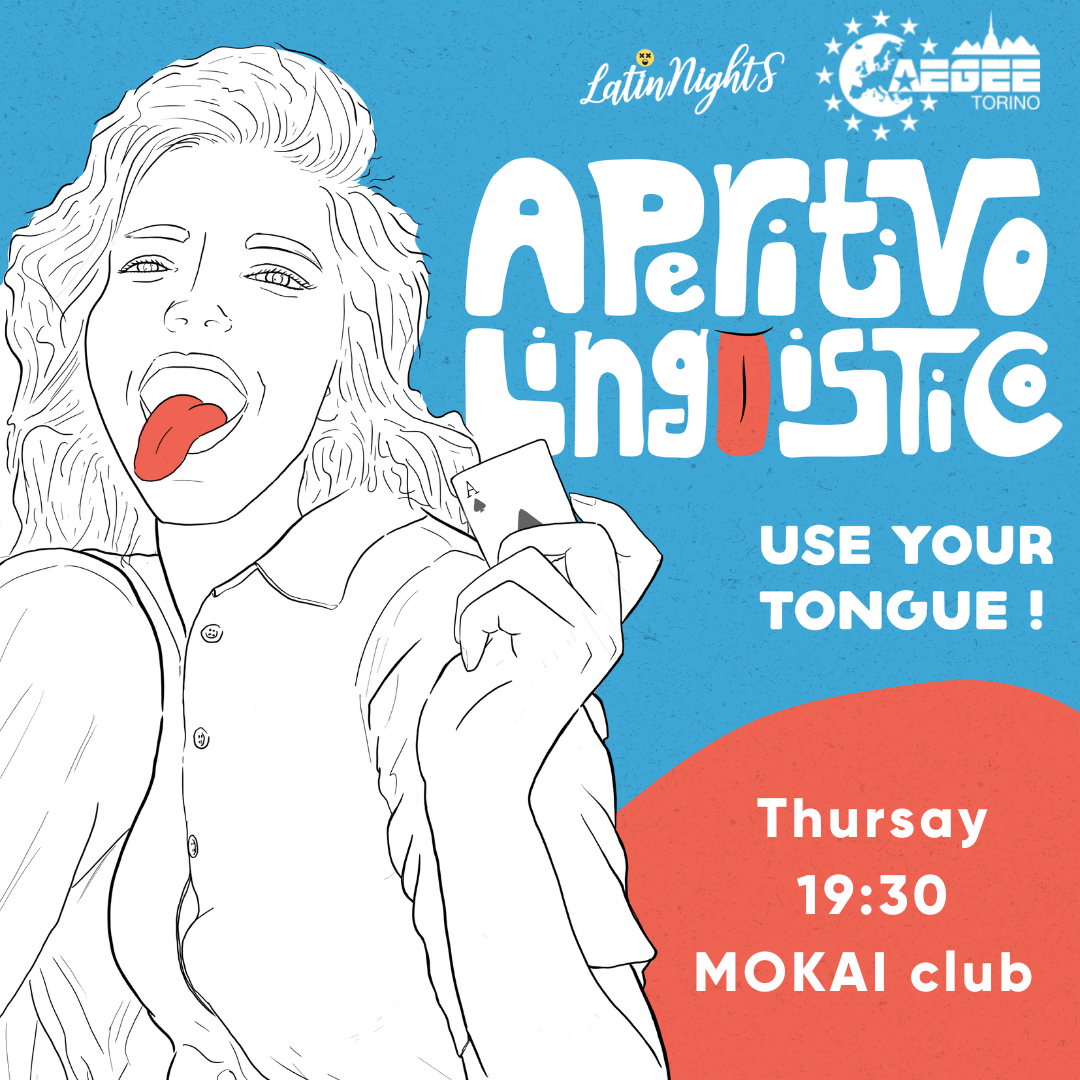 LatinNights
AEGEE
TORINO
APeritiVo
Linguistico
A
USE YOUR
TONGUE !
Thursay
19:30
MOKAI club